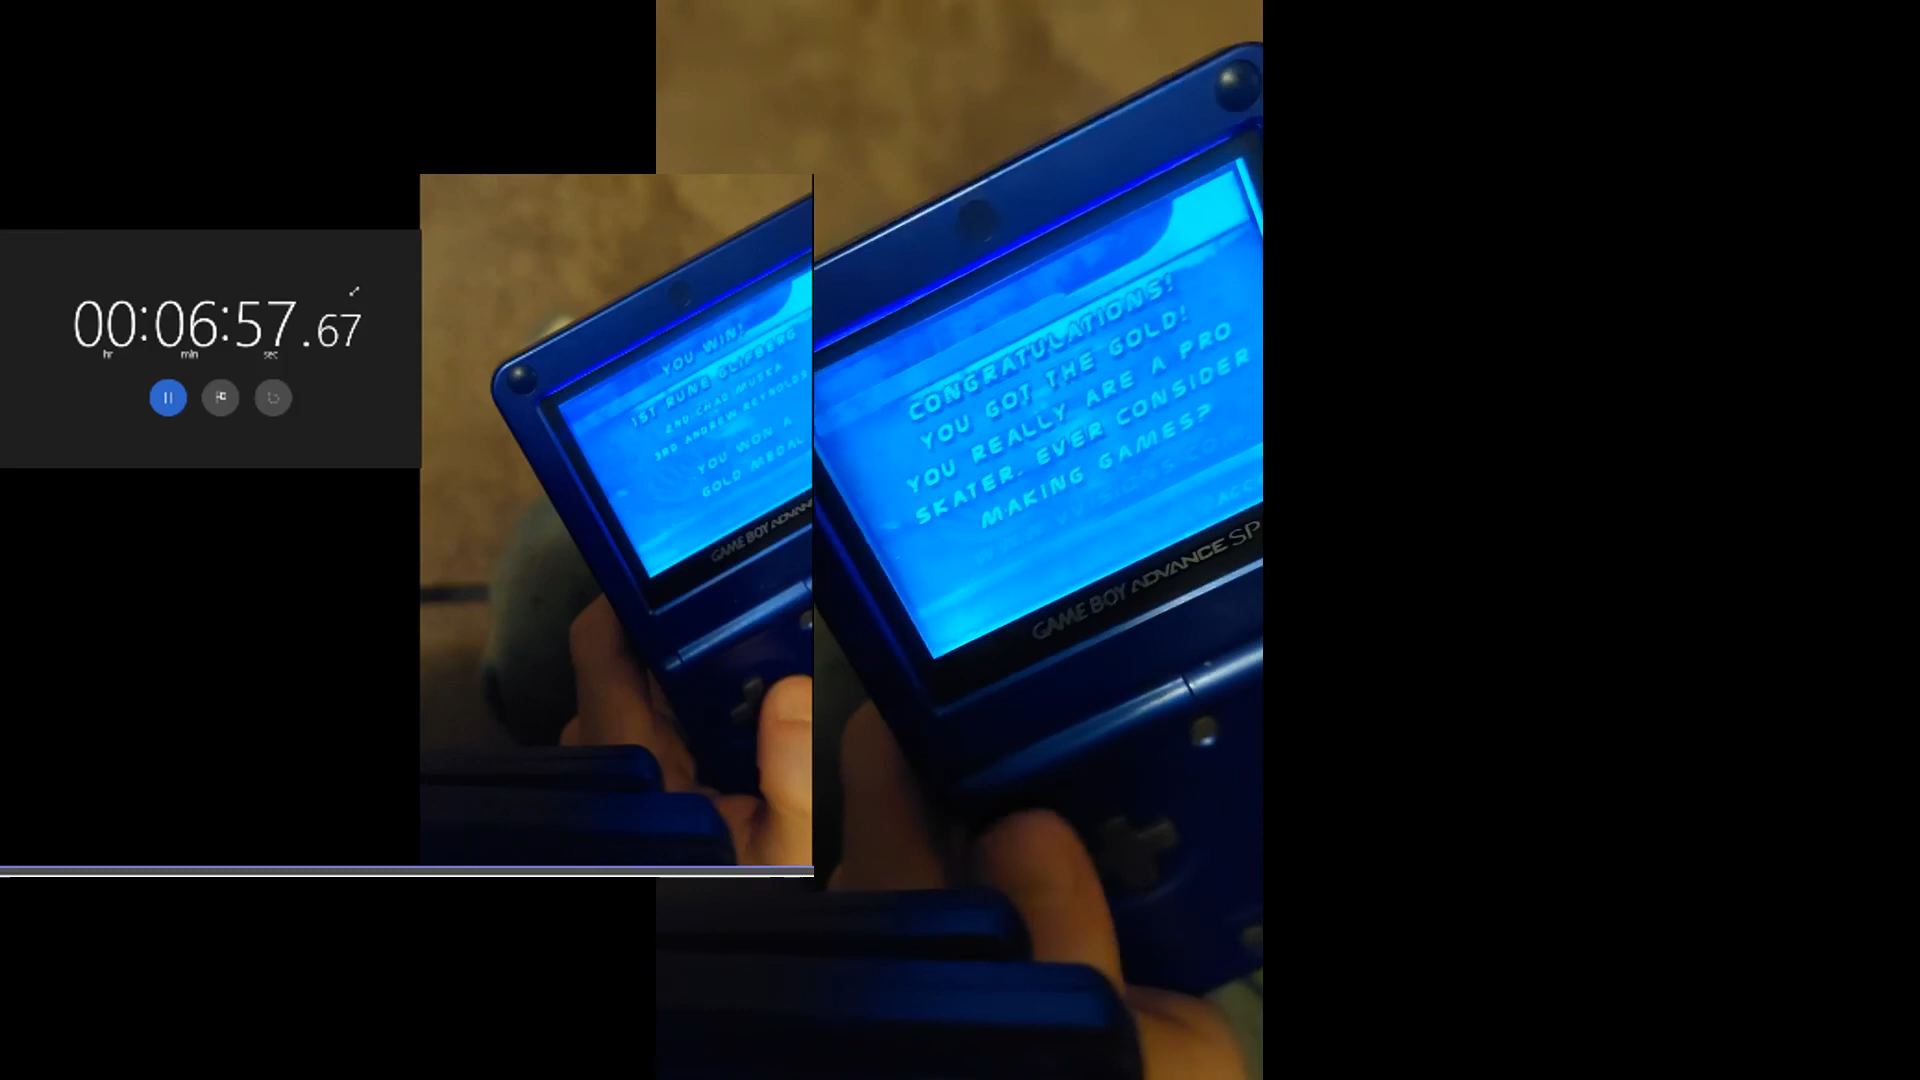 00:06:57.67
hr min sec
YOU WIN!
1ST RUNE GLIFBERG
2ND CHAD MUSKA
3RD ANDREW REYNOLDS
YOU WON A
GOLD MEDAL
GAME BOY ADVANCE
CONGRATULATIONS!
YOU GOT THE GOLD!
YOU REALLY ARE A PRO
SKATER. EVER CONSIDER
MAKING GAMES?
GAME BOY ADVANCE SP